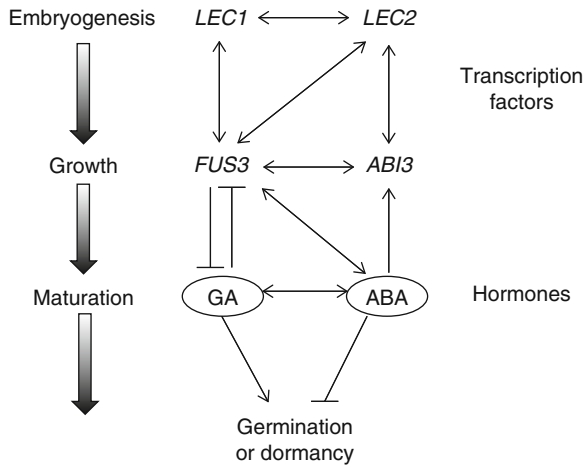 Embryogenesis
LEC1
LEC2
Transcription
factors
Growth
FUS3
ABI3
Maturation
GA
ABA
Hormones
Germination
or dormancy